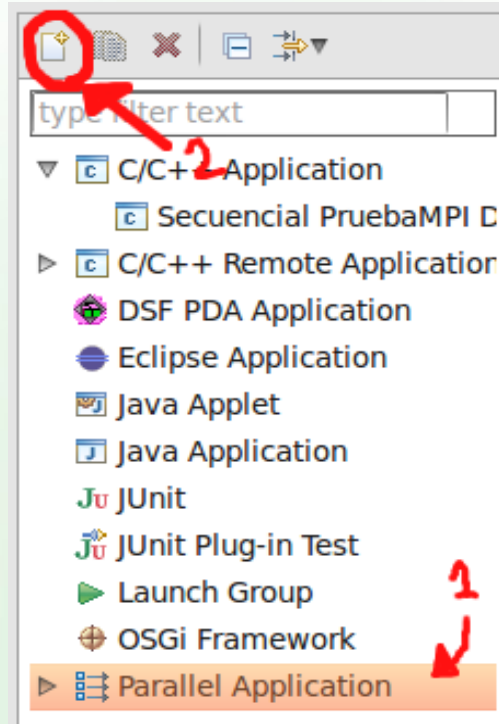 type filter text
2
C/C++ Application
Secuencial PruebaMPI D
C/C++ Remote Application
DSF PDA Application
Eclipse Application
Java Applet
Java Application
JUnit
JUnit Plug-in Test
Launch Group
1
OSGi Framework
Parallel Application